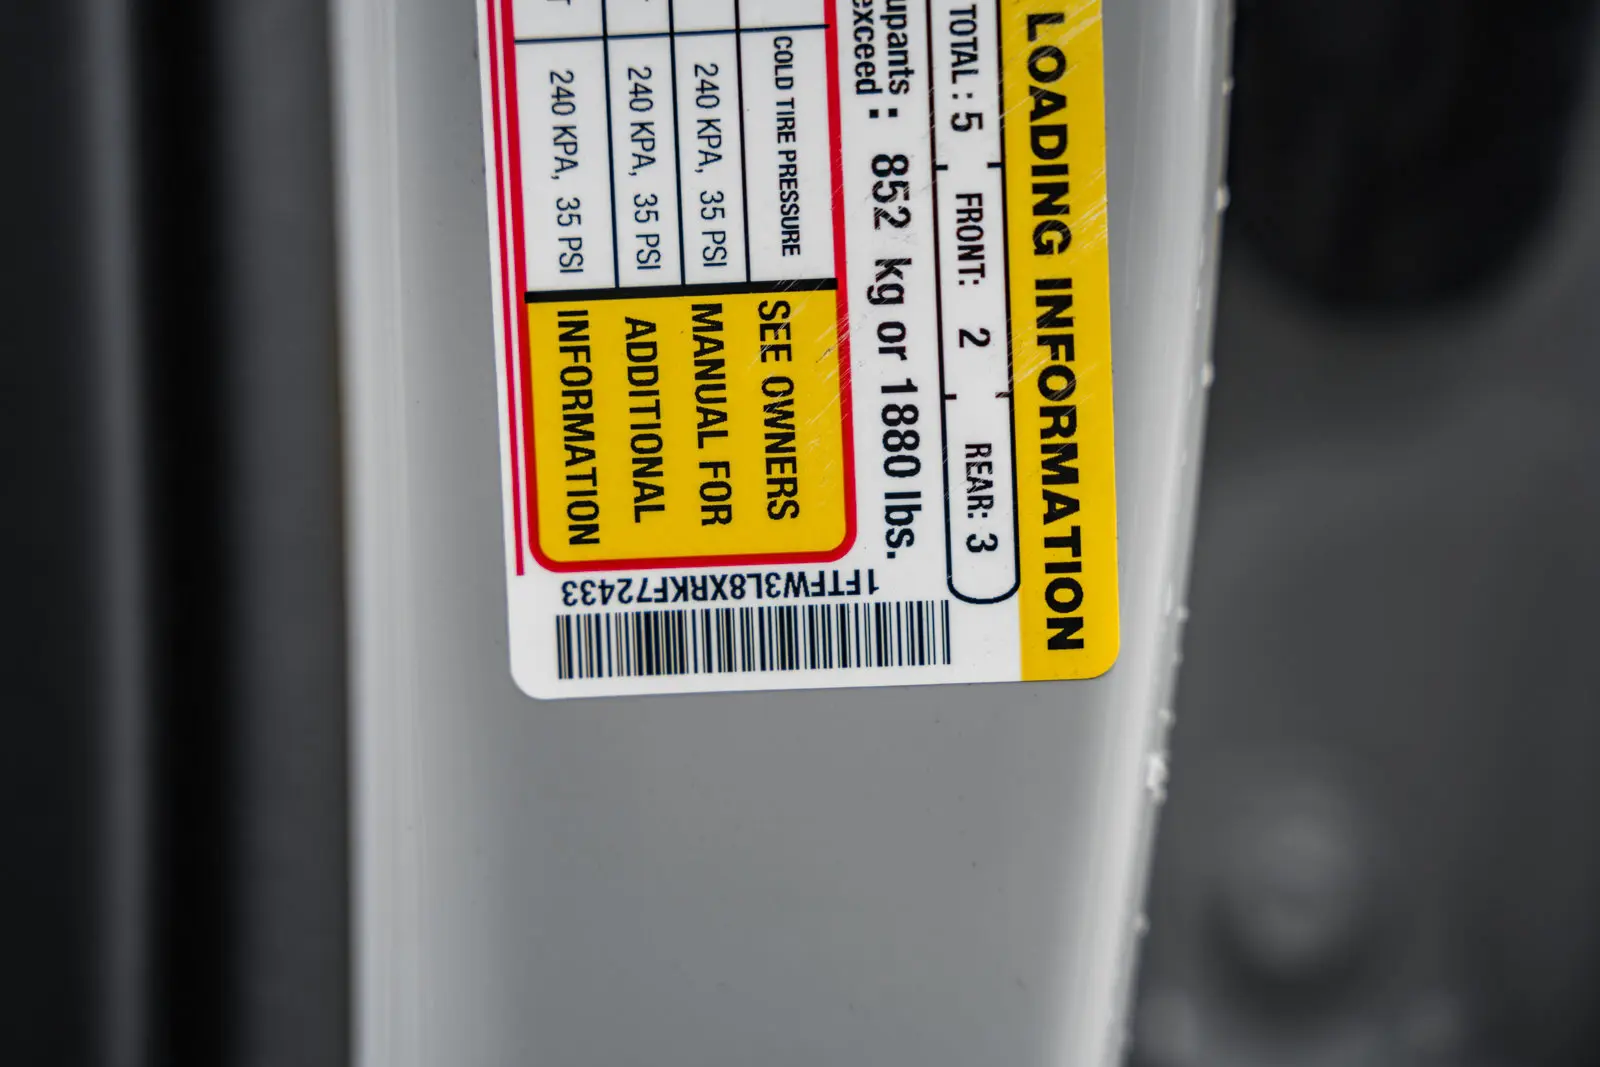 LOADING INFORMATION
TOTAL : 5 FRONT: 2 REAR: 3
upants :
exceed 852 kg or 1880 lbs.
COLD TIRE PRESSURE
240 KPA, 35 PSI
240 KPA, 35 PSI
240 KPA, 35 PSI
SEE OWNERS
MANUAL FOR
ADDITIONAL
INFORMATION
1FTFW3L8XRKF72433